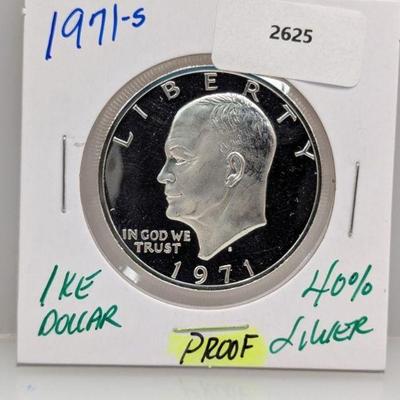 1971-S
2625
LIBERTY
IN GOD WE
TRUST
S
1971
IKE
DOLLAR
PROOF
40%
SILVER